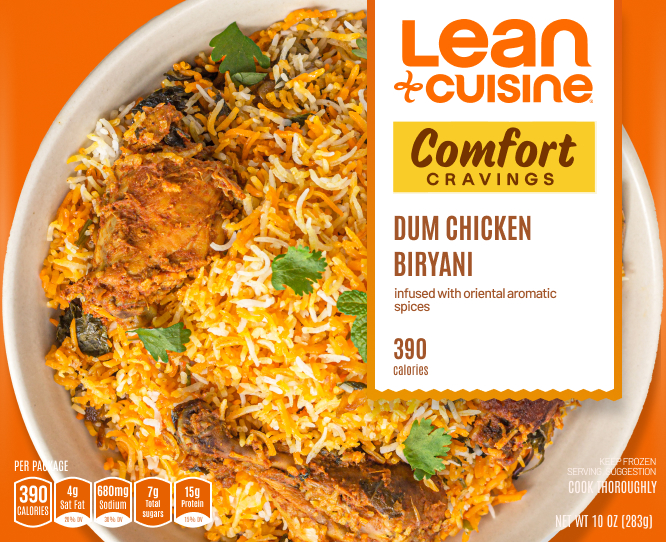 Lean
CUISINE
Comfort
CRAVINGS
DUM CHICKEN
BIRYANI
infused with oriental aromatic
spices
390
calories
PER PACKAGE
390
CALORIES
4g
Sat Fat
20% DV
680mg
Sodium
30% DV
7g
Total
sugars
15g
Protein
KEEP FROZEN
SERVING SUGGESTION
COOK THOROUGHLY
NET WT 10 OZ (283g)